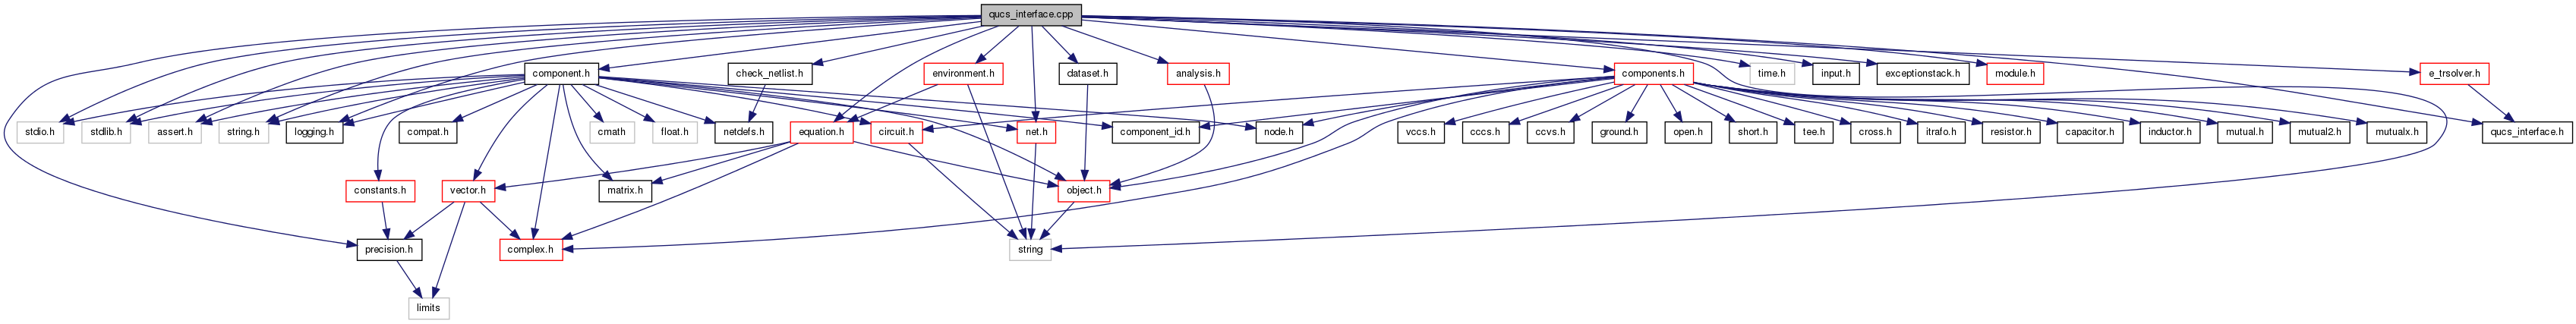 qucs_interface.cpp
component.h
check_netlist.h
environment.h
dataset.h
analysis.h
components.h
time.h
input.h
exceptionstack.h
module.h
e_trsolver.h
stdio.h
stdlib.h
assert.h
string.h
logging.h
compat.h
cmath
float.h
netdefs.h
equation.h
circuit.h
net.h
component_id.h
node.h
vccs.h
cccs.h
ccvs.h
ground.h
open.h
short.h
tee.h
cross.h
itrafo.h
resistor.h
capacitor.h
inductor.h
mutual.h
mutual2.h
mutualx.h
qucs_interface.h
constants.h
vector.h
matrix.h
object.h
precision.h
complex.h
string
limits